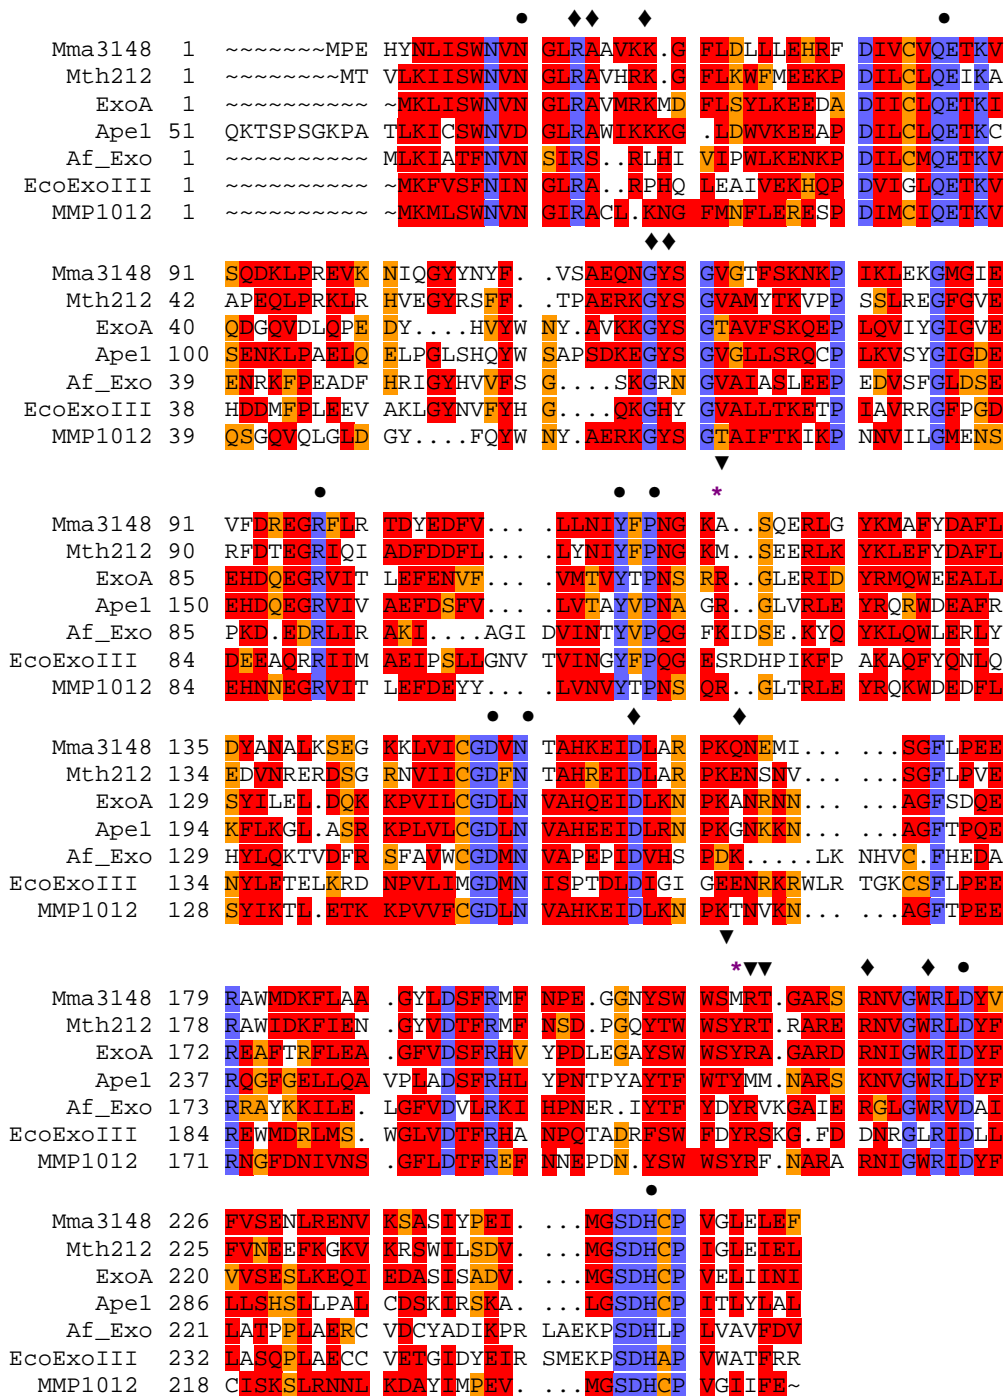 ● ♦ ♦ ♦ ●
Mma3148 1 ~~~~~~~MPE HYNLISWNVN GLRAAVKK.G FLDLLLEHRF DIVCVQETKV
Mth212 1 ~~~~~~~~MT VLKIISWNVN GLRAVHRK.G FLKWFMEEKP DILCLQEIKA
ExoA 1 ~~~~~~~~~~ ~MKLISWNVN GLRAVMRKMD FLSYLKEEDA DIICLQETKI
Ape1 51 QKTSPSGKPA TLKICSWNVD GLRAWIKKKG .LDWVKEEAP DILCLQETKC
Af_Exo 1 ~~~~~~~~~~ MLKIATFNVN SIRS..RLHI VIPWLKENKP DILCMQETKV
EcoExoIII 1 ~~~~~~~~~~ ~MKFVSFNIN GLRA..RPHQ LEAIVEKHQP DVIGLQETKV
MMP1012 1 ~~~~~~~~~~ ~MKMLSWNVN GIRACL.KNG FMNFLERESP DIMCIQETKV
♦ ♦
Mma3148 91 SQDKLPREVK NIQGYYNYF. .VSAEQNGYS GVGTFSKNKP IKLEKGMGIE
Mth212 42 APEQLPRKLR HVEGYRSFF. .TPAERKGYS GVAMYTKVPP SSLREGFGVE
ExoA 40 QDGQVDLQPE DY....HVYW NY.AVKKGYS GTAVFSKQEP LQVIYGIGVE
Ape1 100 SENKLPAELQ ELPGLSHQYW SAPSDKEGYS GVGLLSRQCP LKVSYGIGDE
Af_Exo 39 ENRKFPEADF HRIGYHVVFS G....SKGRN GVAIASLEEP EDVSFGLDSE
EcoExoIII 38 HDDMFPLEEV AKLGYNVFYH G....QKGHY GVALLTKETP IAVRRGFPGD
MMP1012 39 QSGQVQLGLD GY....FQYW NY.AERKGYS GTAIFTKIKP NNVILGMENS
▼
● ● ● *
Mma3148 91 VFDREGRFLR TDYEDFV... .LLNIYFPNG KA..SQERLG YKMAFYDAFL
Mth212 90 RFDTEGRIQI ADFDDFL... .LYNIYFPNG KM..SEERLK YKLEFYDAFL
ExoA 85 EHDQEGRVIT LEFENVF... .VMTVYTPNS RR..GLERID YRMQWEEALL
Ape1 150 EHDQEGRVIV AEFDSFV... .LVTAYVPNA GR..GLVRLE YRQRWDEAFR
Af_Exo 85 PKD.EDRLIR AKI....AGI DVINTYVPQG FKIDSE.KYQ YKLQWLERLY
EcoExoIII 84 DEEAQRRIIM AEIPSLLGNV TVINGYFPQG ESRDHPIKFP AKAQFYQNLQ
MMP1012 84 EHNNEGRVIT LEFDEYY... .LVNVYTPNS QR..GLTRLE YRQKWDEDFL
● ● ♦ ♦
Mma3148 135 DYANALKSEG KKLVICGDVN TAHKEIDLAR PKQNEMI... ...SGFLPEE
Mth212 134 EDVNRERDSG RNVIICGDFN TAHREIDLAR PKENSNV... ...SGFLPVE
ExoA 129 SYILEL.DQK KPVILCGDLN VAHQEIDLKN PKANRNN... ...AGFSDQE
Ape1 194 KFLKGL.ASR KPLVLCGDLN VAHEEIDLRN PKGNKKN... ...AGFTPQE
Af_Exo 129 HYLQKTVDFR SFAVWCGDMN VAPEPIDVHS PDK.....LK NHVC.FHEDA
EcoExoIII 134 NYLETELKRD NPVLIMGDMN ISPTDLDIGI GEENRKRWLR TGKCSFLPEE
MMP1012 128 SYIKTL.ETK KPVVFCGDLN VAHKEIDLKN PKTNVKN... ...AGFTPEE
▼
* ▼ ▼ ♦ ♦ ●
Mma3148 179 RAWMDKFLAA .GYLDSFRMF NPE.GGNYSW WSMRT.GARS RNVGWRLDYV
Mth212 178 RAWIDKFIEN .GYVDTFRMF NSD.PGQYTW WSYRT.RARE RNVGWRLDYF
ExoA 172 REAFTRFLEA .GFVDSFRHV YPDLEGAYSW WSYRA.GARD RNIGWRIDYF
Ape1 237 RQGFGELLQA VPLADSFRHL YPNTPYAYTF WTYMM.NARS KNVGWRLDYF
Af_Exo 173 RRAYKKILE. LGFVDVLRKI HPNER.IYTF YDYRVKGAIE RGLGWRVDAI
EcoExoIII 184 REWMDRLMS. WGLVDTFRHA NPQTADRFSW FDYRSKG.FD DNRGLRIDLL
MMP1012 171 RNGFDNIVNS .GFLDTFREF NNEPDN.YSW WSYRF.NARA RNIGWRIDYF
●
Mma3148 226 FVSENLRENV KSASIYPEI. ...MGSDHCP VGLELEF
Mth212 225 FVNEEFKGKV KRSWILSDV. ...MGSDHCP IGLEIEL
ExoA 220 VVSESLKEQI EDASISADV. ...MGSDHCP VELIINI
Ape1 286 LLSHSLLPAL CDSKIRSKA. ...LGSDHCP ITLYLAL
Af_Exo 221 LATPPLAERC VDCYADIKPR LAEKPSDHLP LVAVFDV
EcoExoIII 232 LASQPLAECC VETGIDYEIR SMEKPSDHAP VWATFRR
MMP1012 218 CISKSLRNNL KDAYIMPEV. ...MGSDHCP VGIIFE~